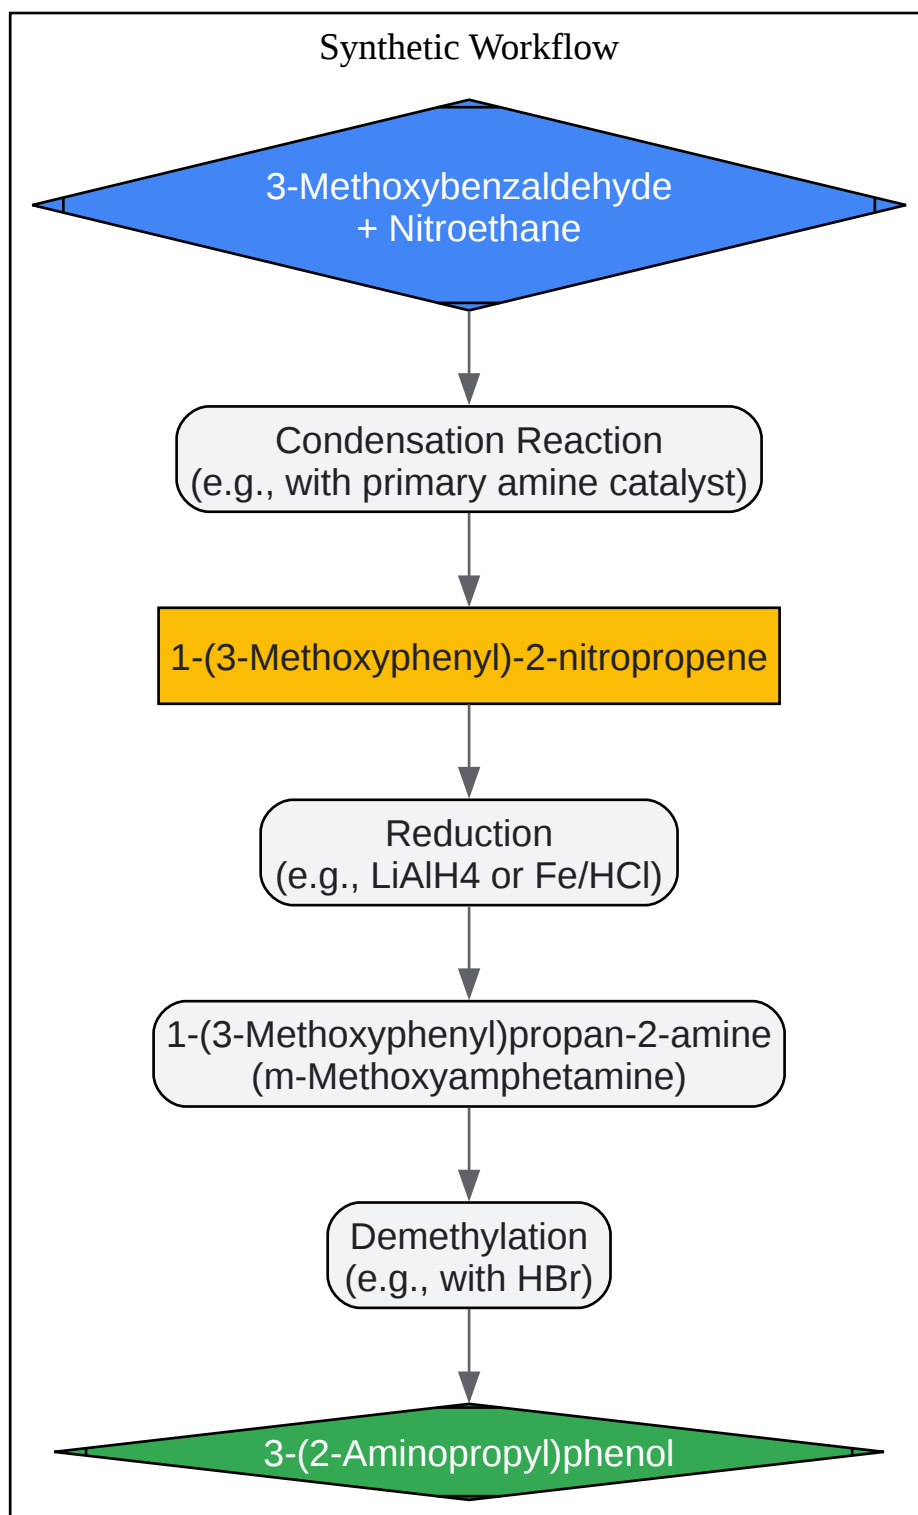 Synthetic Workflow
3-Methoxybenzaldehyde
+ Nitroethane
Condensation Reaction
(e.g., with primary amine catalyst)
1-(3-Methoxyphenyl)-2-nitropropene
Reduction
(e.g., LiAlH4 or Fe/HCl)
1-(3-Methoxyphenyl)propan-2-amine
(m-Methoxyamphetamine)
Demethylation
(e.g., with HBr)
3-(2-Aminopropyl)phenol